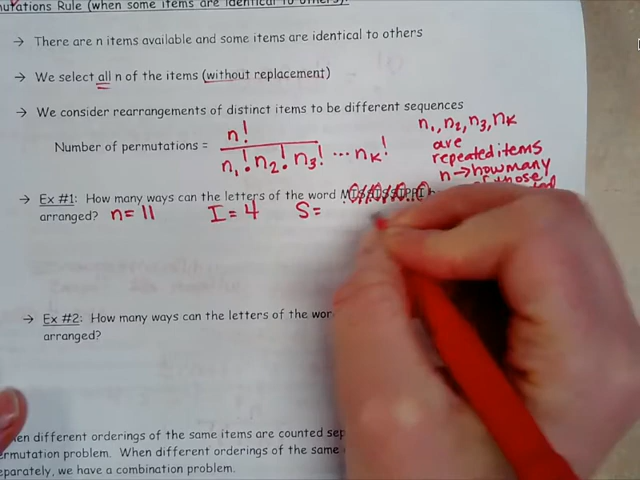 mutations Rule (when some items are identical to others):
→ There are n items available and some items are identical to others
→ We select all n of the items (without replacement)
→ We consider rearrangements of distinct items to be different sequences
Number of permutations = n! / n₁! n₂! n₃! ... nₖ!
n₁, n₂, n₃, nₖ
are
repeated items
n → how many
of those
→ Ex #1: How many ways can the letters of the word MISSISSIPPI b
arranged? n = 11 I = 4 S =
→ Ex #2: How many ways can the letters of the wor
arranged?
en different orderings of the same items are counted sep
ermutation problem. When different orderings of the same
eparately, we have a combination problem.